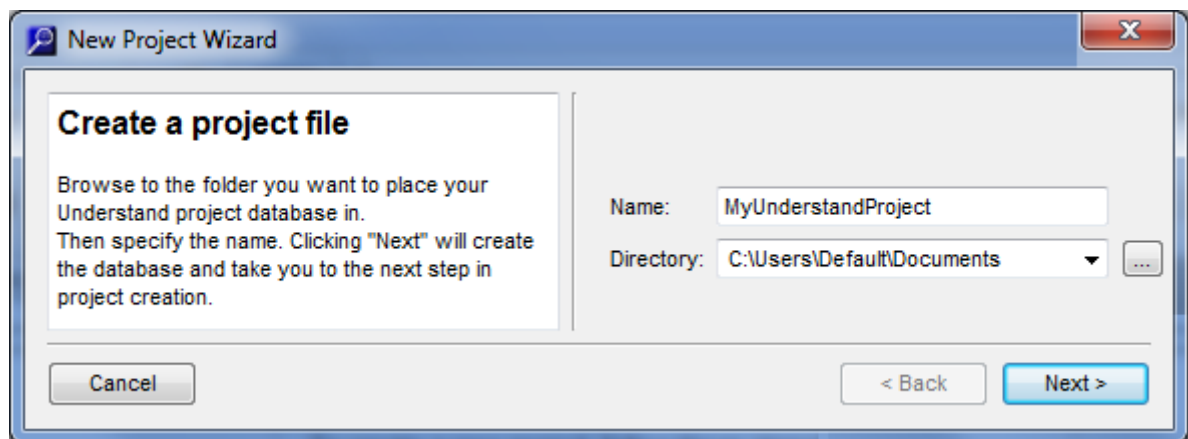 New Project Wizard
Create a project file
Browse to the folder you want to place your
Understand project database in.
Then specify the name. Clicking "Next" will create
the database and take you to the next step in
project creation.
Name: MyUnderstandProject
Directory: C:\Users\Default\Documents ...
Cancel < Back Next >